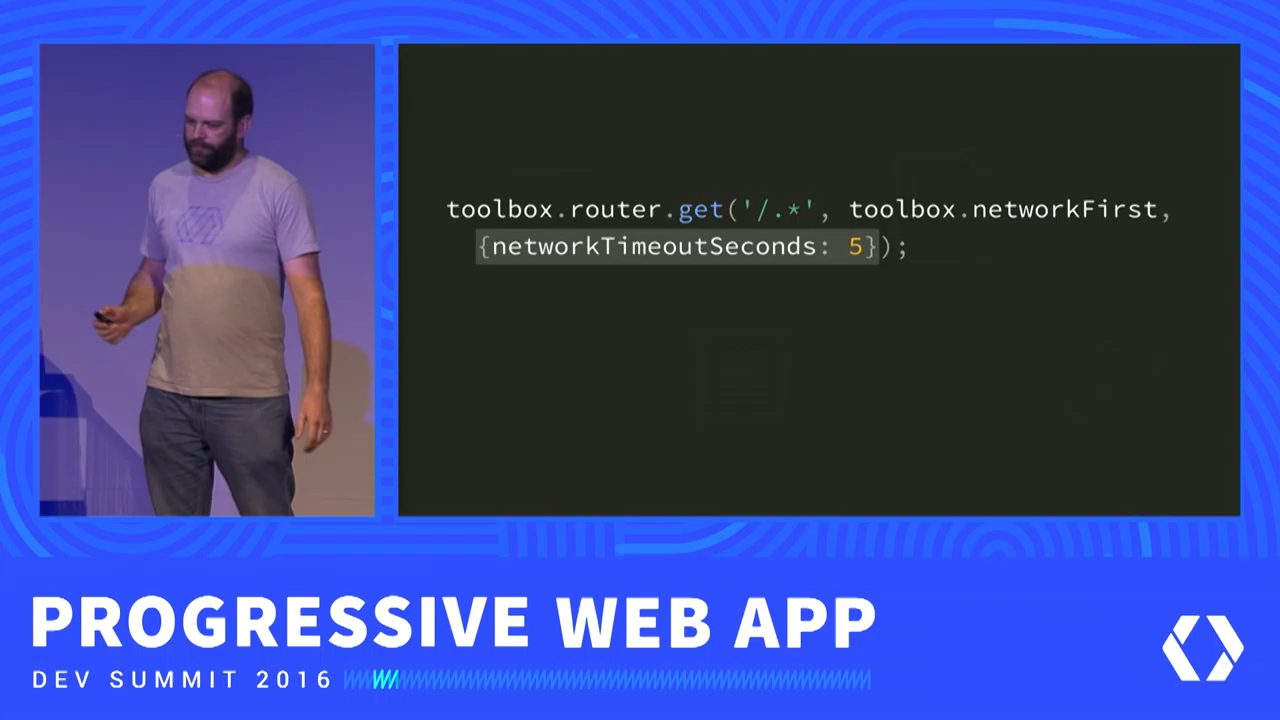 toolbox.router.get('/.*', toolbox.networkFirst,
{networkTimeoutSeconds: 5});
PROGRESSIVE WEB APP
DEV SUMMIT 2016